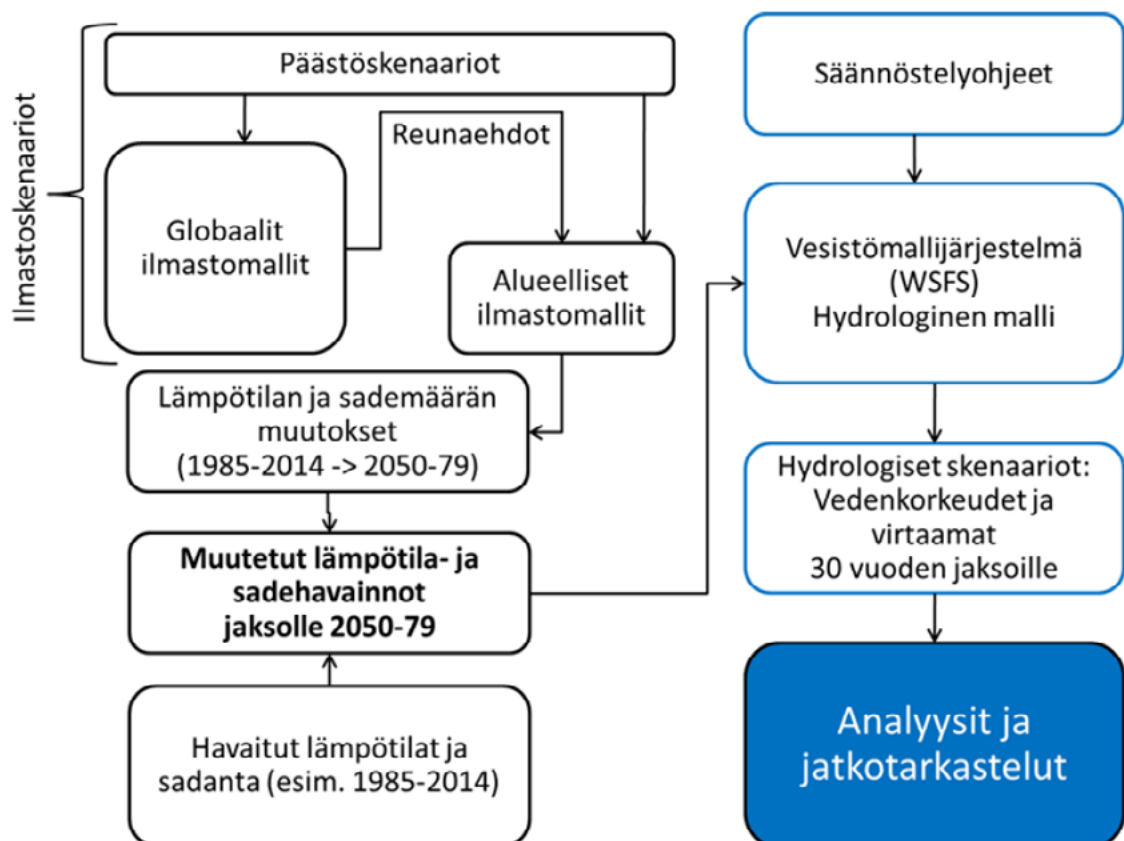 Ilmastoskenaariot
Päästöskenaariot
Reunaehdot
Globaalit
ilmastomallit
Alueelliset
ilmastomallit
Lämpötilan ja sademäärän
muutokset
(1985-2014 -> 2050-79)
Muutetut lämpötila- ja
sadehavainnot
jaksolle 2050-79
Havaitut lämpötilat ja
sadanta (esim. 1985-2014)
Säännöstelyohjeet
Vesistömallijärjestelmä
(WSFS)
Hydrologinen malli
Hydrologiset skenaariot:
Vedenkorkeudet ja
virtaamat
30 vuoden jaksoille
Analyysit ja
jatkotarkastelut